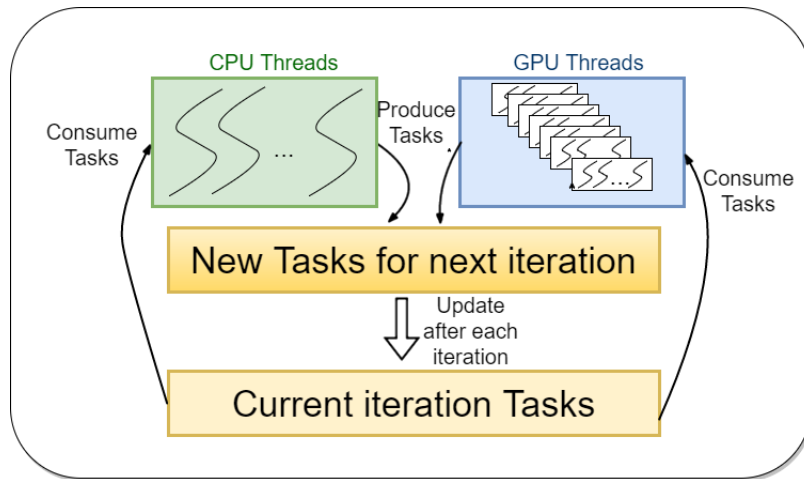 CPU Threads
GPU Threads
Consume
Tasks
...
Produce
Tasks
...
Consume
Tasks
New Tasks for next iteration
Update
after each
iteration
Current iteration Tasks